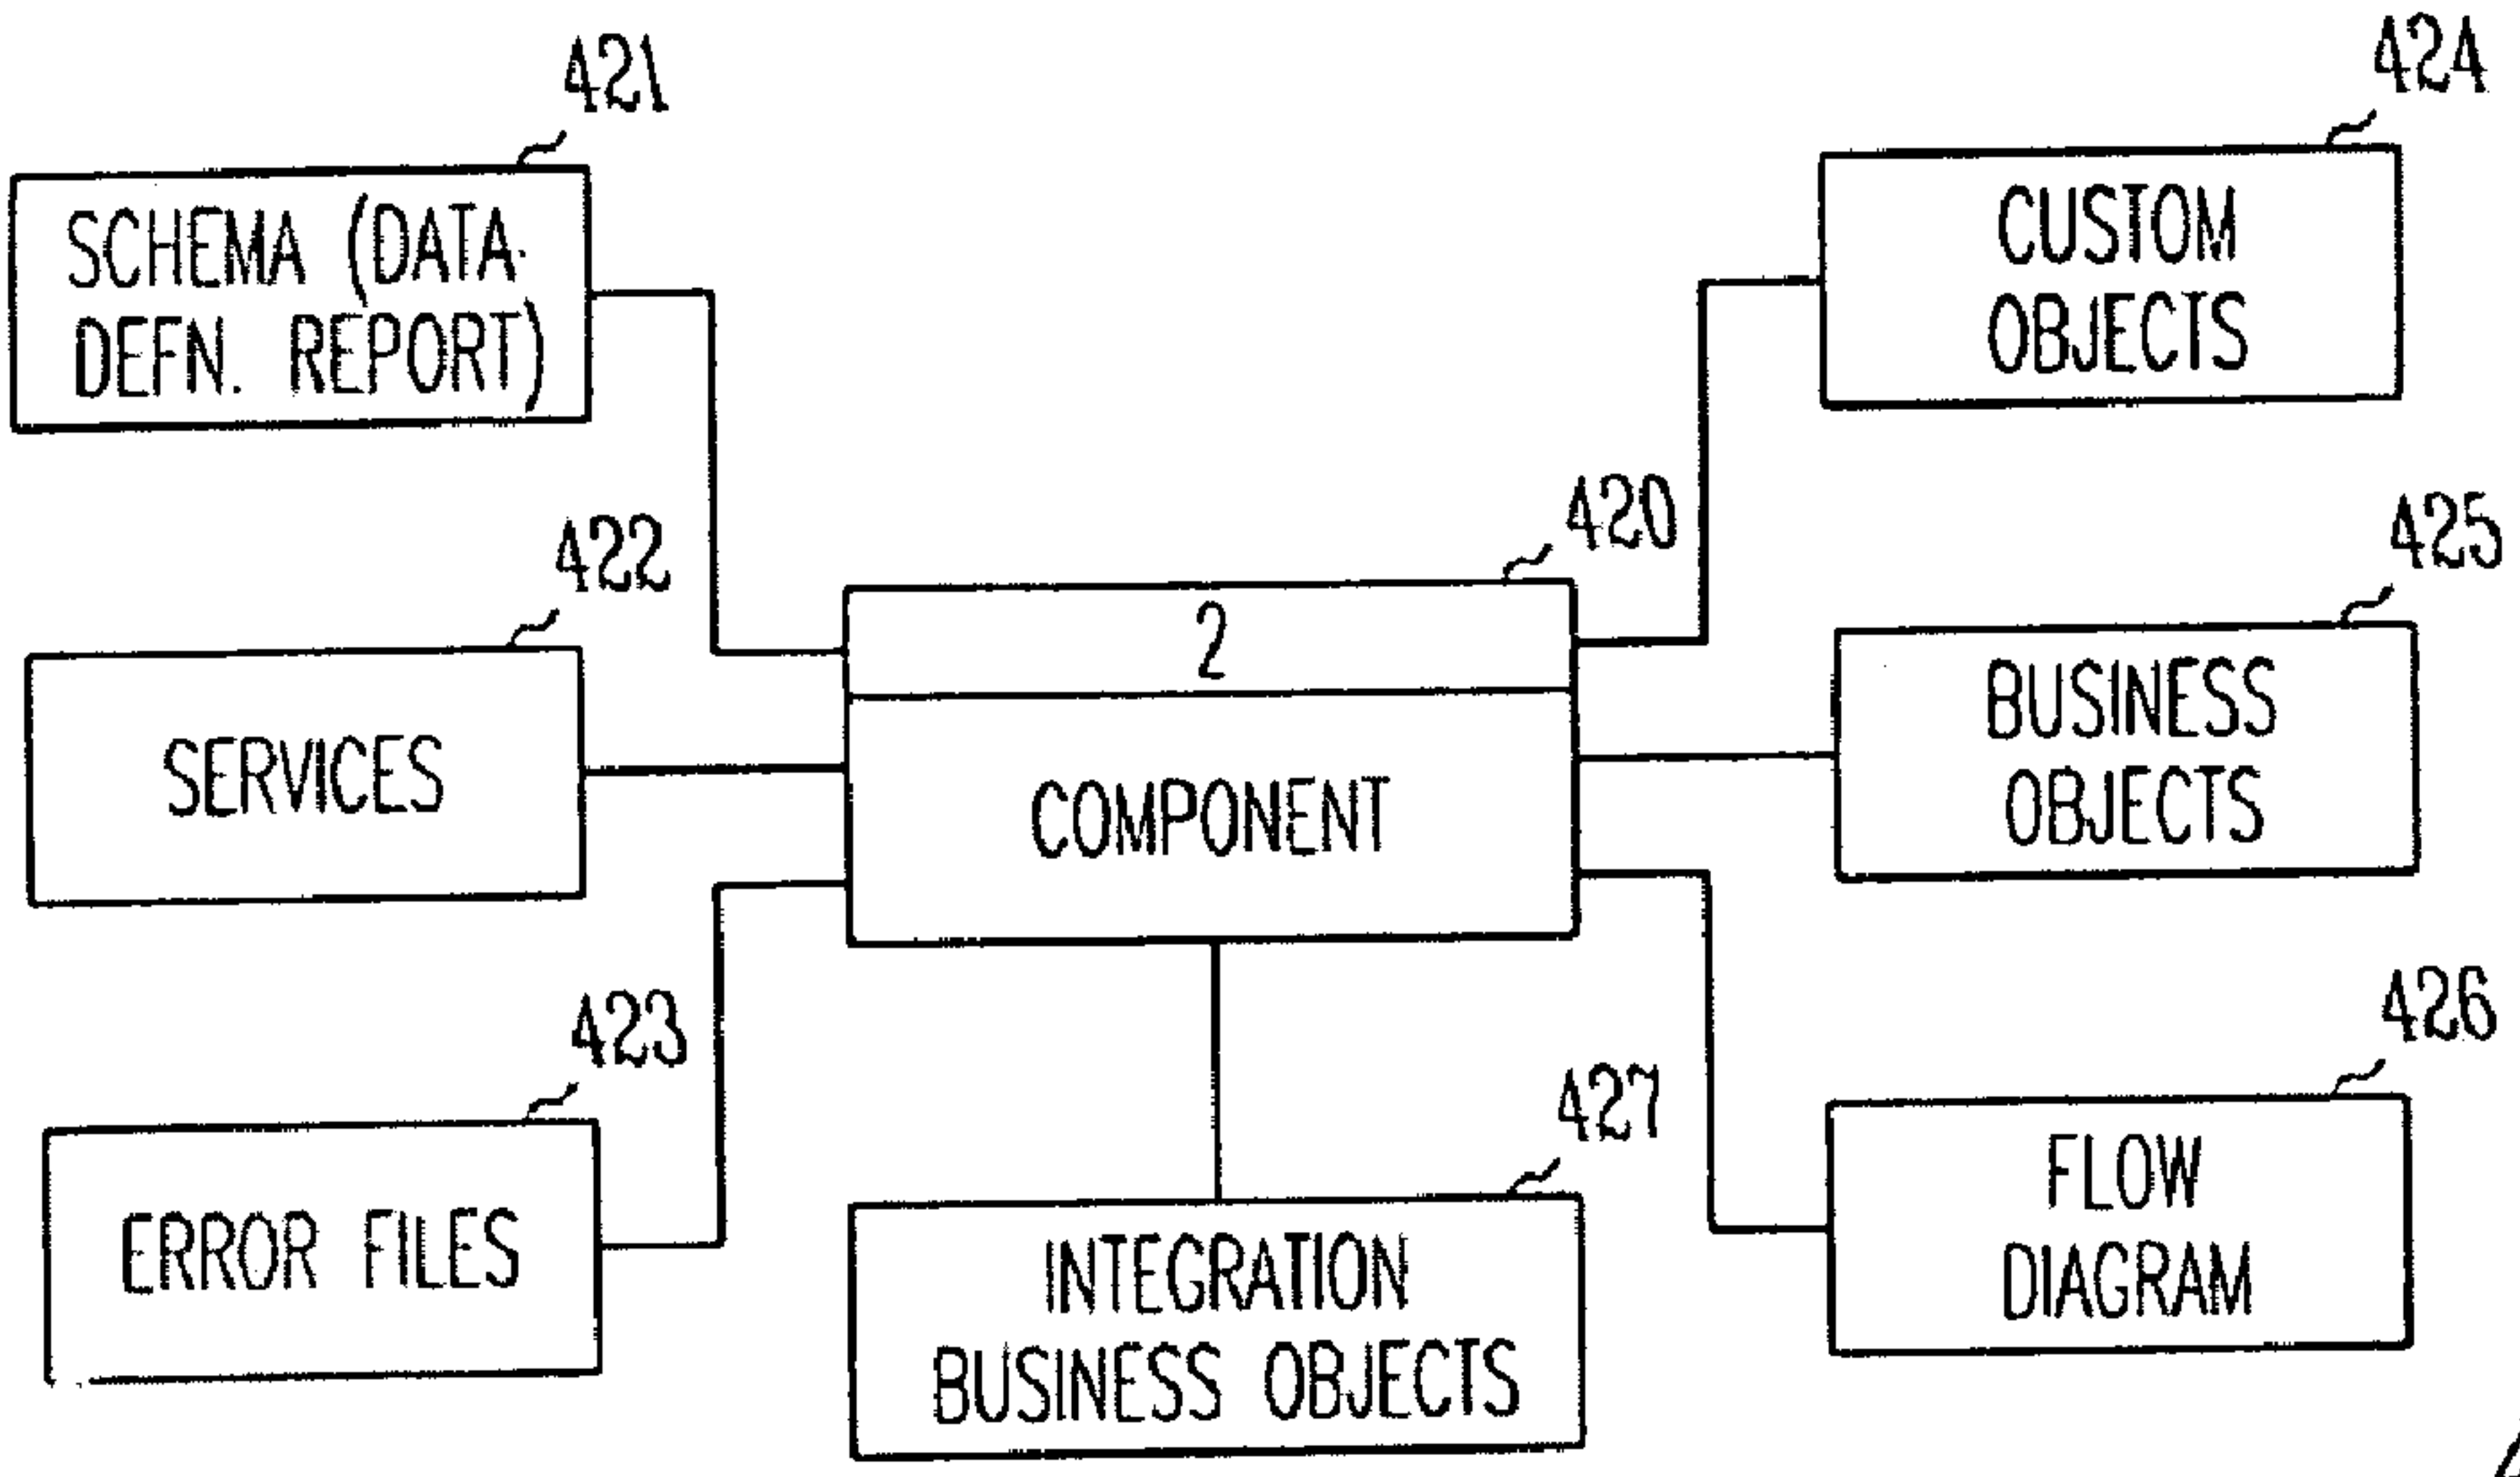 421
SCHEMA (DATA-
DEFN. REPORT)
424
CUSTOM
OBJECTS
422
SERVICES
420
2
COMPONENT
425
BUSINESS
OBJECTS
423
ERROR FILES
427
INTEGRATION
BUSINESS OBJECTS
426
FLOW
DIAGRAM